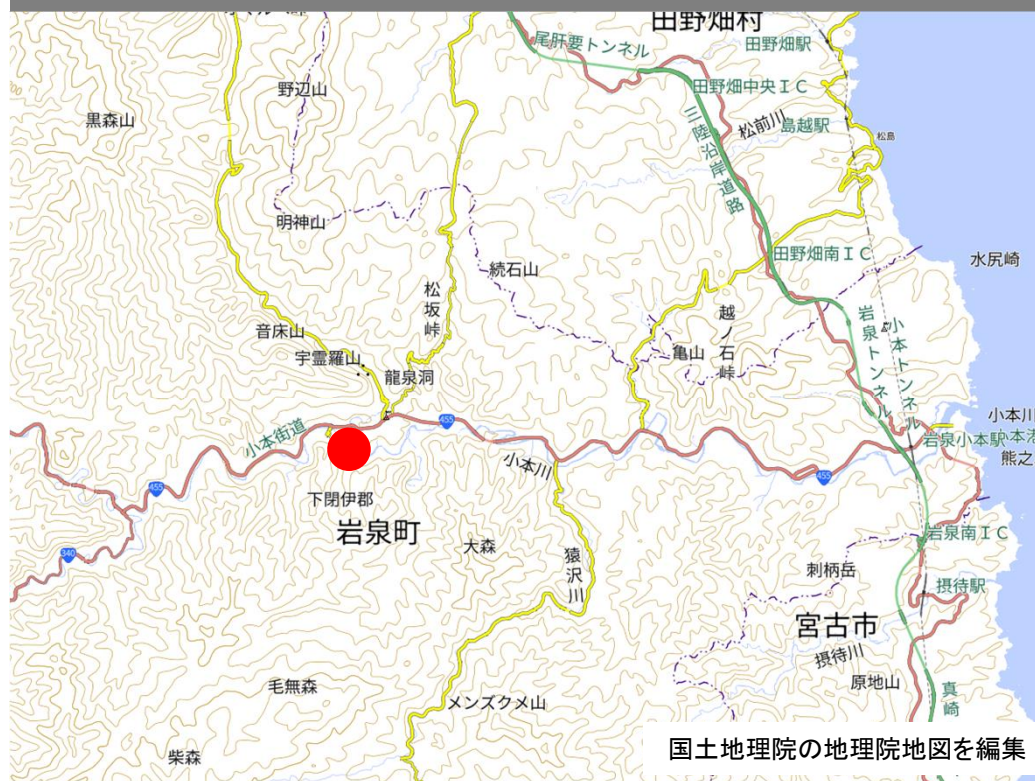 田野畑村
尾肝要トンネル
田野畑駅
野辺山
田野畑中央IC
黒森山
松前川
島越駅
松島
三陸沿岸道路
明神山
田野畑南IC
水尻崎
続石山
松坂峠
越ノ石峠
岩泉トンネル
小本トンネル
音床山
宇霊羅山
亀山
龍泉洞
455
小本川
小本街道
岩泉小本駅
熊之
小本川
455
455
下閉伊郡
岩泉町
大森
340
猿沢川
岩泉南IC
刺柄岳
摂待駅
宮古市
摂待川
毛無森
原地山
真崎
メンズクメ山
柴森
国土地理院の地理院地図を編集